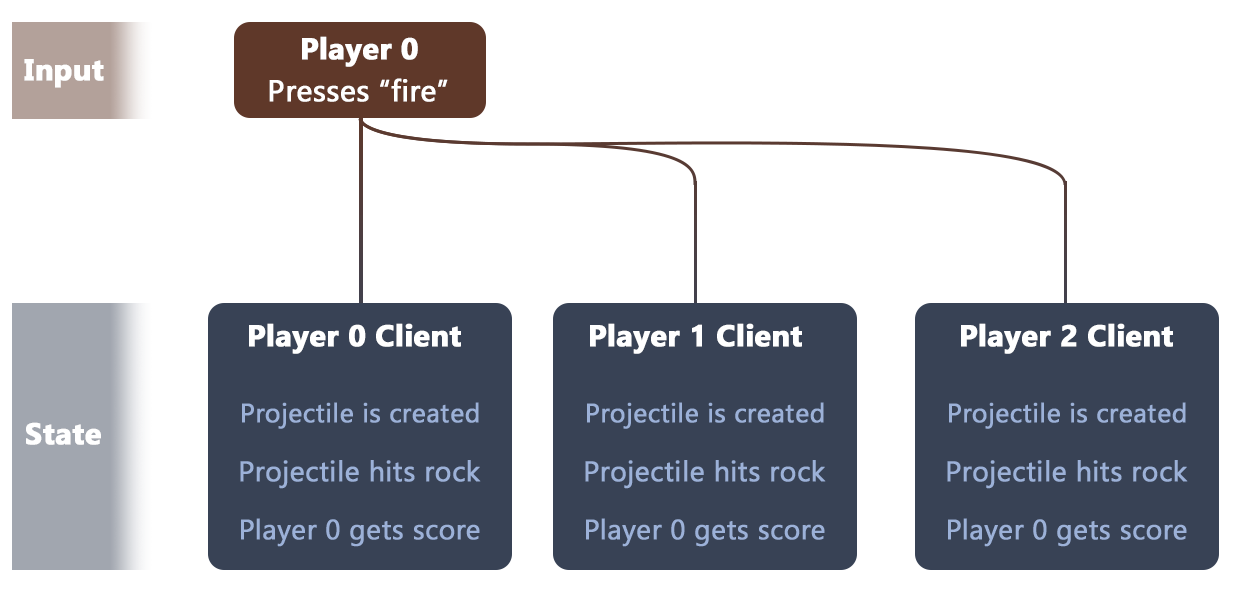 Input
Player 0
Presses “fire”
State
Player 0 Client
Projectile is created
Projectile hits rock
Player 0 gets score
Player 1 Client
Projectile is created
Projectile hits rock
Player 0 gets score
Player 2 Client
Projectile is created
Projectile hits rock
Player 0 gets score